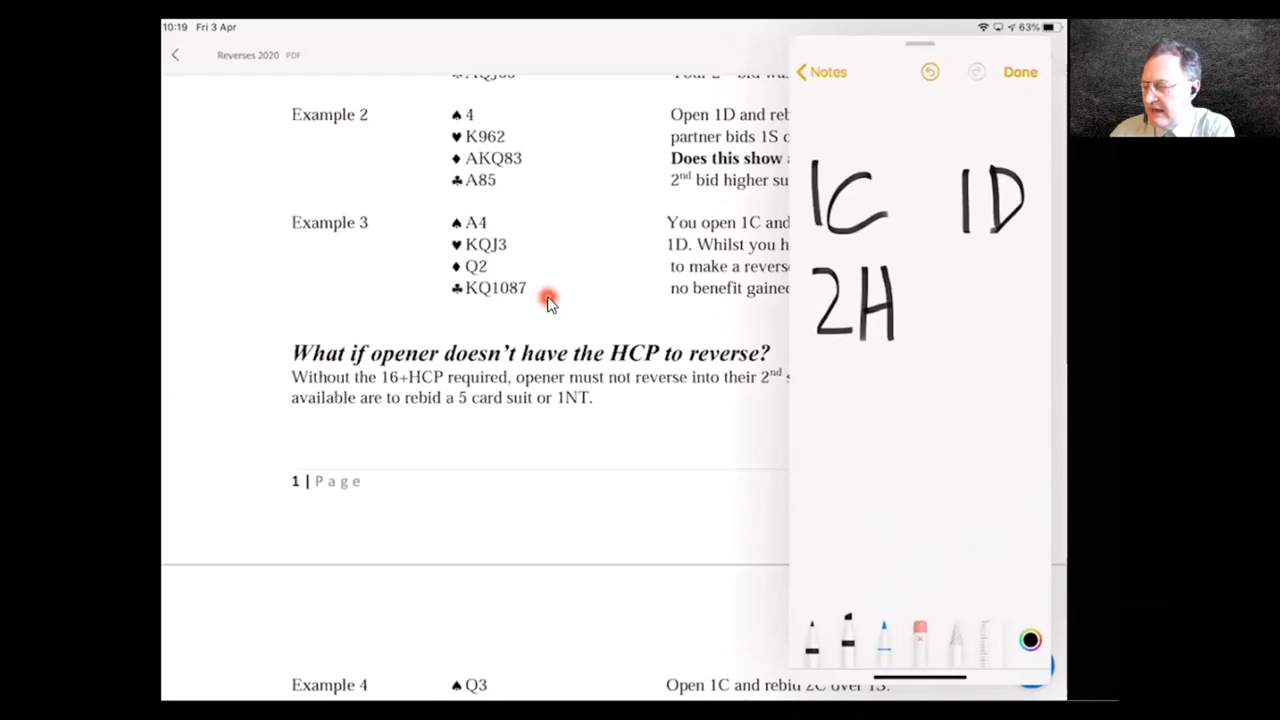 10:19 Fri 3 Apr
63%
Reverses 2020 PDF
Notes
Done
Example 2
♠ 4
Open 1D and reb
♥ K962
partner bids 1S
♦ AKQ83
Does this show
♣ A85
2nd bid higher su
Example 3
♠ A4
You open 1C and
♥ KQJ3
1D. Whilst you h
♦ Q2
to make a revers
♣ KQ1087
no benefit gained
What if opener doesn't have the HCP to reverse?
Without the 16+HCP required, opener must not reverse into their 2nd
available are to rebid a 5 card suit or 1NT.
1 | Page
Example 4
♠ Q3
Open 1C and rebid 2C over 1S.
1C 1D
2H